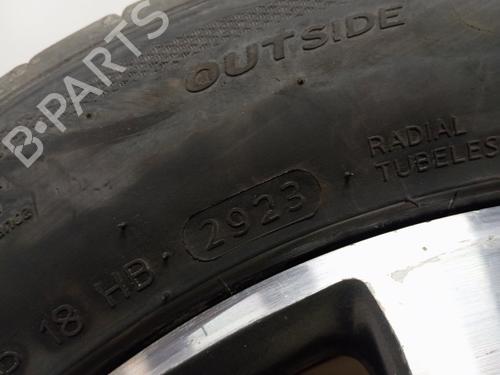 OUTSIDE
B-PARTS
RADIAL
TUBELES
18 HB 2923